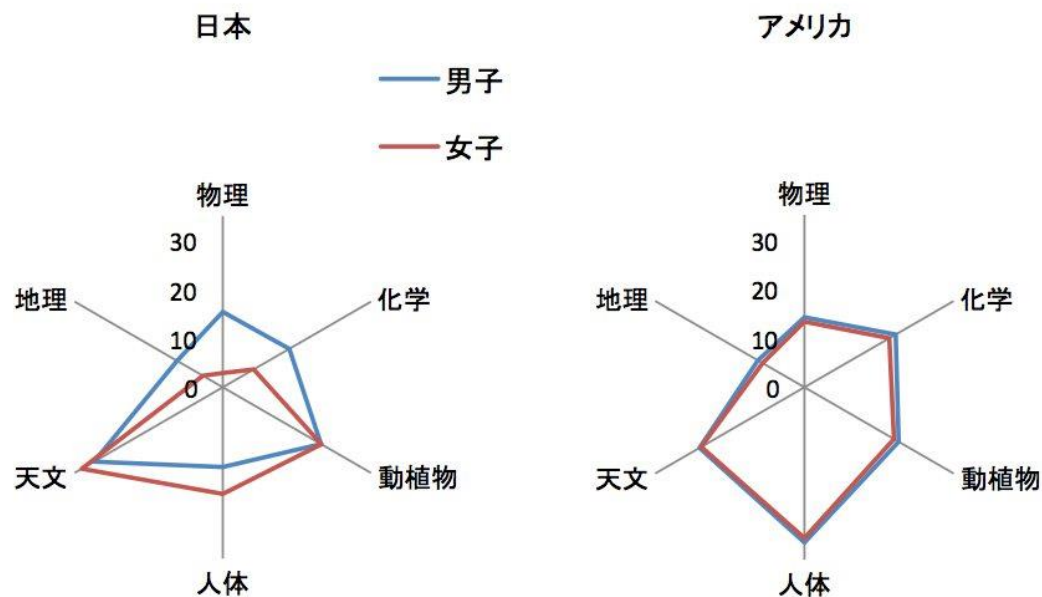 日本
アメリカ
男子
女子
物理
30
20
10
0
地理
化学
天文
動植物
人体
物理
30
20
10
0
地理
化学
天文
動植物
人体